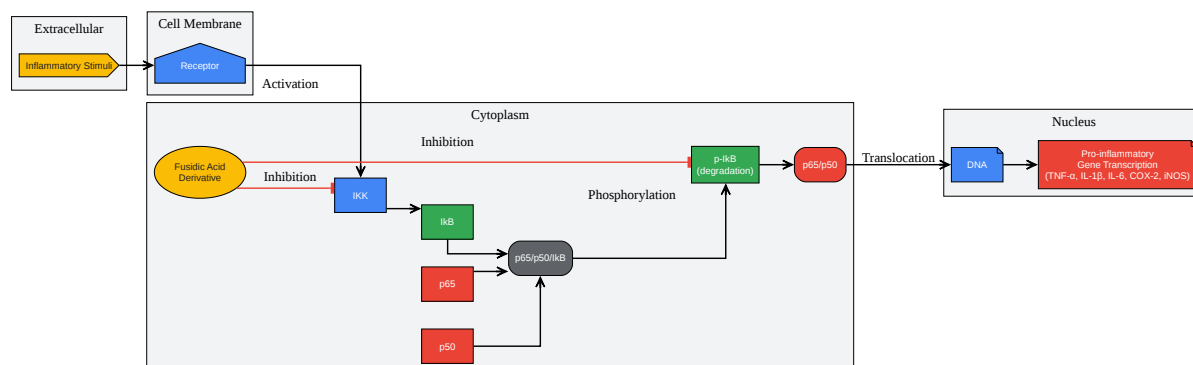 Extracellular
Inflammatory Stimuli
Cell Membrane
Receptor
Activation
Cytoplasm
Inhibition
Fusidic Acid
Derivative
Inhibition
IKK
IkB
p65
p50
p65/p50/IkB
Phosphorylation
p-IkB
(degradation)
p65/p50
Translocation
Nucleus
DNA
Pro-inflammatory
Gene Transcription
(TNF-α, IL-1β, IL-6, COX-2, iNOS)